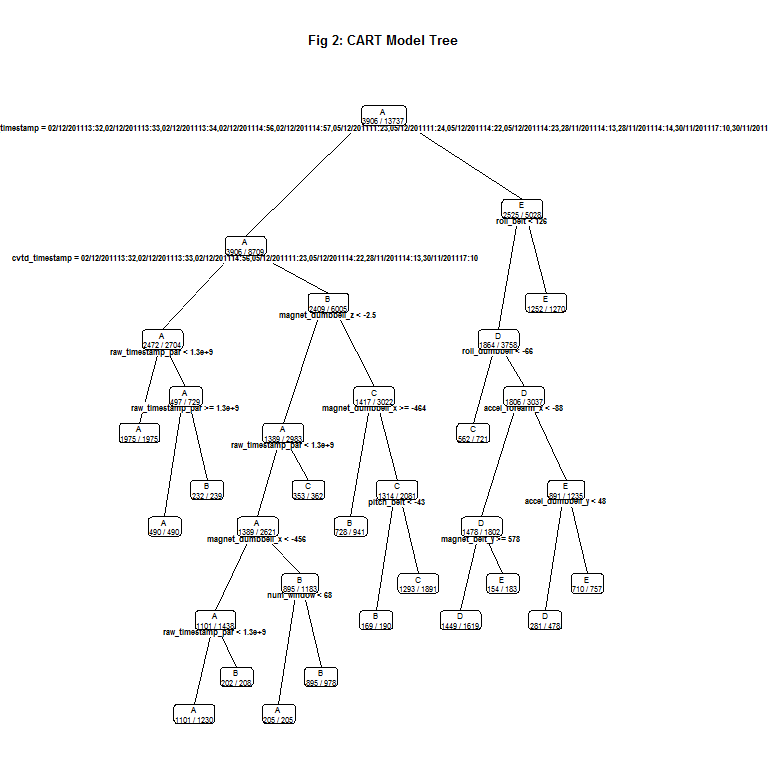 Fig 2: CART Model Tree
A
3906 / 13737
timestamp = 02/12/201113:32,02/12/201113:33,02/12/201113:34,02/12/201114:56,02/12/201114:57,05/12/201111:23,05/12/201111:24,05/12/201114:22,05/12/201114:23,28/11/201114:13,28/11/201114:14,30/11/201117:10,30/11/2011
E
2525 / 5028
roll_belt < 126
A
3906 / 8709
cvtd_timestamp = 02/12/201113:32,02/12/201113:33,02/12/201114:56,05/12/201111:23,05/12/201114:22,28/11/201114:13,30/11/201117:10
B
2409 / 6005
magnet_dumbbell_z < -2.5
E
1252 / 1270
A
2472 / 2704
raw_timestamp_par < 1.3e+9
D
1864 / 3758
roll_dumbbell < -66
A
497 / 729
raw_timestamp_par >= 1.3e+9
C
1417 / 3022
magnet_dumbbell_x >= -464
D
1806 / 3037
accel_forearm_x < -88
A
1975 / 1975
A
1389 / 2983
raw_timestamp_par < 1.3e+9
C
562 / 721
B
232 / 239
C
353 / 362
C
1314 / 2081
pitch_belt < -43
E
891 / 1235
accel_dumbbell_y < 48
A
490 / 490
A
1389 / 2621
magnet_dumbbell_x < -456
B
728 / 941
D
1478 / 1802
magnet_belt_y >= 578
B
895 / 1183
num_window < 68
C
1293 / 1891
E
154 / 183
E
710 / 757
A
1101 / 1438
raw_timestamp_par < 1.3e+9
B
169 / 190
D
1449 / 1619
D
281 / 478
B
202 / 208
B
895 / 978
A
1101 / 1230
A
205 / 205